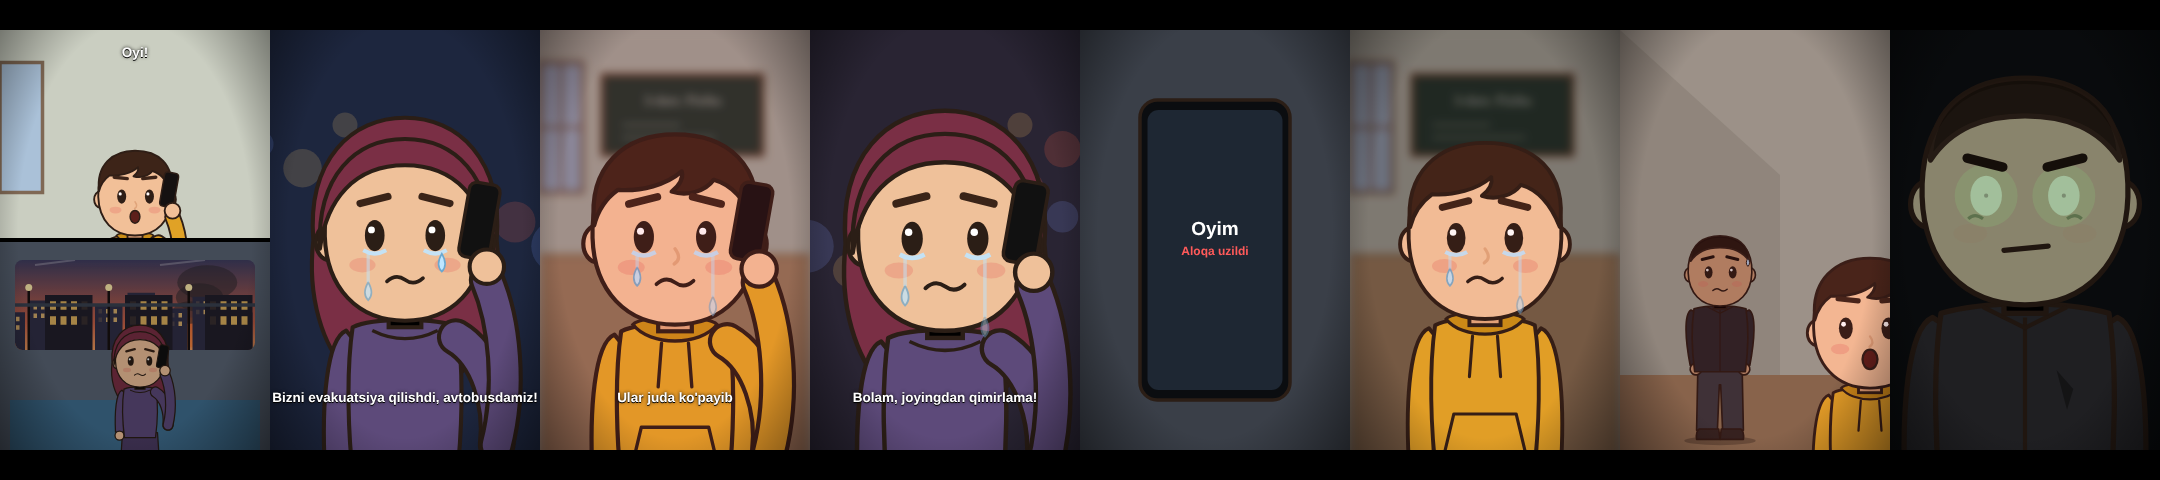 Oyi!
Bizni evakuatsiya qilishdi, avtobusdamiz!
Ular juda ko'payib
Bolam, joyingdan qimirlama!
Oyim
Aloqa uzildi